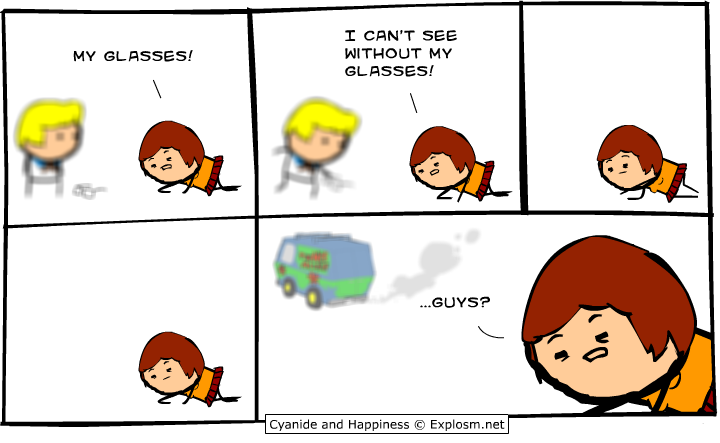 MY GLASSES!
I CAN'T SEE
WITHOUT MY
GLASSES!
...GUYS?
Cyanide and Happiness © Explosm.net